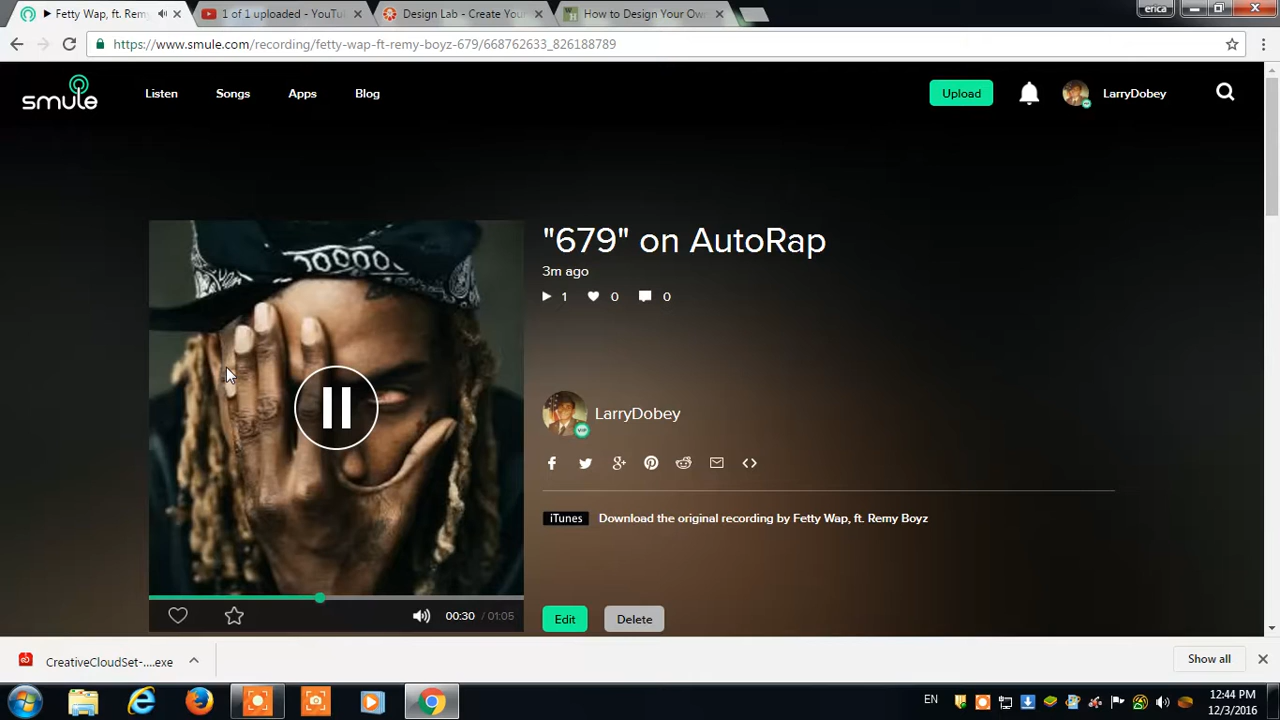 Fetty Wap, ft. Rem
1 of 1 uploaded - YouTu
Design Lab - Create You
How to Design Your Own
erica
https://www.smule.com/recording/fetty-wap-ft-remy-boyz-679/668762633_826188789
smule
Listen
Songs
Apps
Blog
Upload
LarryDobey
"679" on AutoRap
3m ago
1
0
0
LarryDobey
VIP
iTunes
Download the original recording by Fetty Wap, ft. Remy Boyz
00:30 / 01:05
Edit
Delete
CreativeCloudSet-....exe
Show all
EN
12:44 PM
12/3/2016